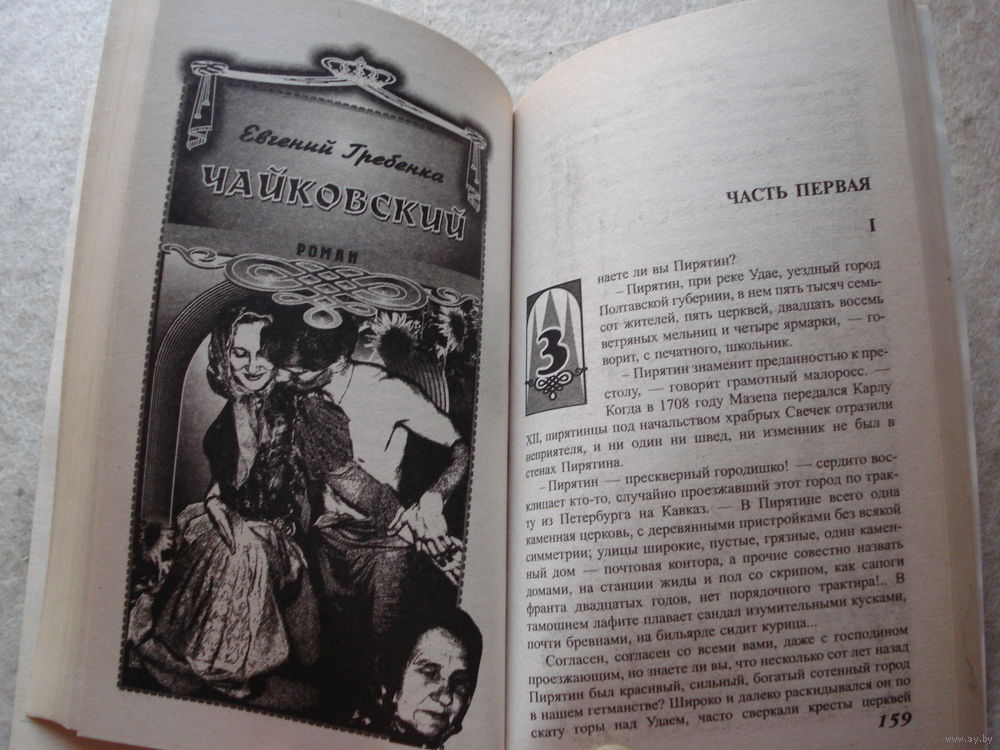 Евгений Гребенка
ЧАЙКОВСКИЙ
РОМАН
ЧАСТЬ ПЕРВАЯ
I
З
наете ли вы Пирятин?
– Пирятин, при реке Удае, уездный город
Полтавской губернии, в нем пять тысяч семь-
сот жителей, пять церквей, двадцать восемь
ветряных мельниц и четыре ярмарки, — го-
ворит, с печатного, школьник.
– Пирятин знаменит преданностью к пре-
столу, — говорит грамотный малоросс. —
Когда в 1708 году Мазепа передался Карлу
XII, пирятинцы под начальством храбрых Свечек отразили
неприятеля, и ни один ни швед, ни изменник не был в
стенах Пирятина.
– Пирятин — прескверный городишко! — сердито вос-
клицает кто-то, случайно проезжавший этот город по трак-
ту из Петербурга на Кавказ. — В Пирятине всего одна
каменная церковь, с деревянными пристройками без всякой
симметрии; улицы широкие, пустые, грязные, один камен-
ный дом — почтовая контора, а прочие совестно назвать
домами, на станции жиды и пол со скрипом, как сапоги
франта двадцатых годов, нет порядочного трактира!.. В
тамошнем лафите плавает сандал изумительными кусками,
почти бревнами, на бильярде сидит курица...
Согласен, согласен со всеми вами, даже с господином
проезжающим, но знаете ли вы, что несколько сот лет назад
Пирятин был красивый, сильный, богатый сотенный город
в нашем гетманстве? Широко и далеко раскидывался он по
скату горы над Удаем, часто сверкали кресты церквей
159
www.ay.by